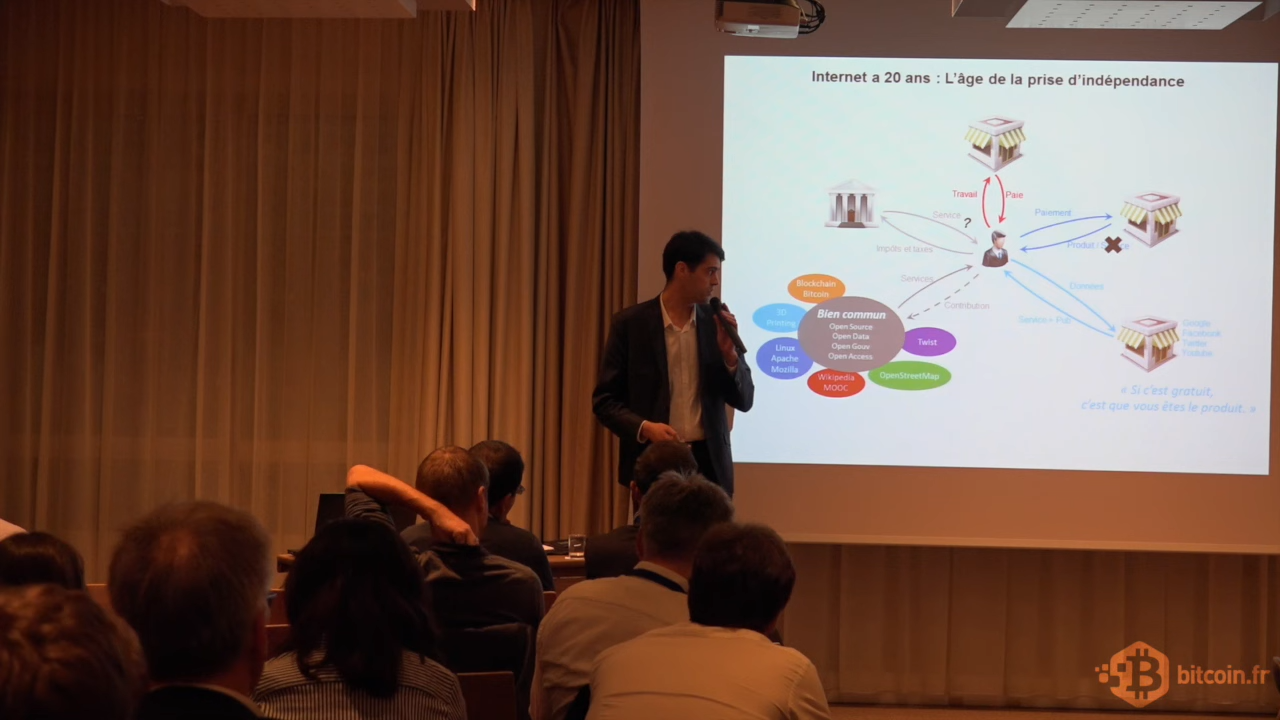 Internet a 20 ans : L'âge de la prise d'indépendance
Travail
Paie
Service
?
Impôts et taxes
Paiement
Produit /
Services
Contribution
Données
Service + Pub
Google
Facebook
Twitter
Youtube
Blockchain
Bitcoin
3D
Printing
Bien commun
Open Source
Open Data
Open Gouv
Open Access
Linux
Apache
Mozilla
Twist
Wikipedia
MOOC
OpenStreetMap
« Si c'est gratuit,
c'est que vous êtes le produit. »
bitcoin.fr